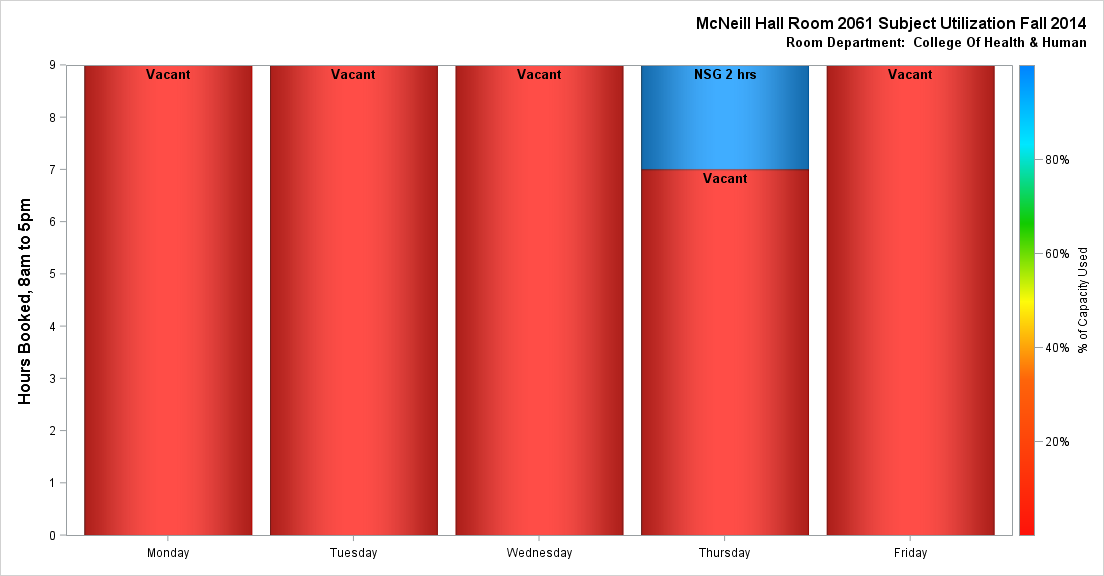 McNeill Hall Room 2061 Subject Utilization Fall 2014
Room Department: College Of Health & Human
Hours Booked, 8am to 5pm
9
8
7
6
5
4
3
2
1
0
Vacant
Vacant
Vacant
NSG 2 hrs
Vacant
Vacant
Monday
Tuesday
Wednesday
Thursday
Friday
80%
60%
40%
20%
% of Capacity Used